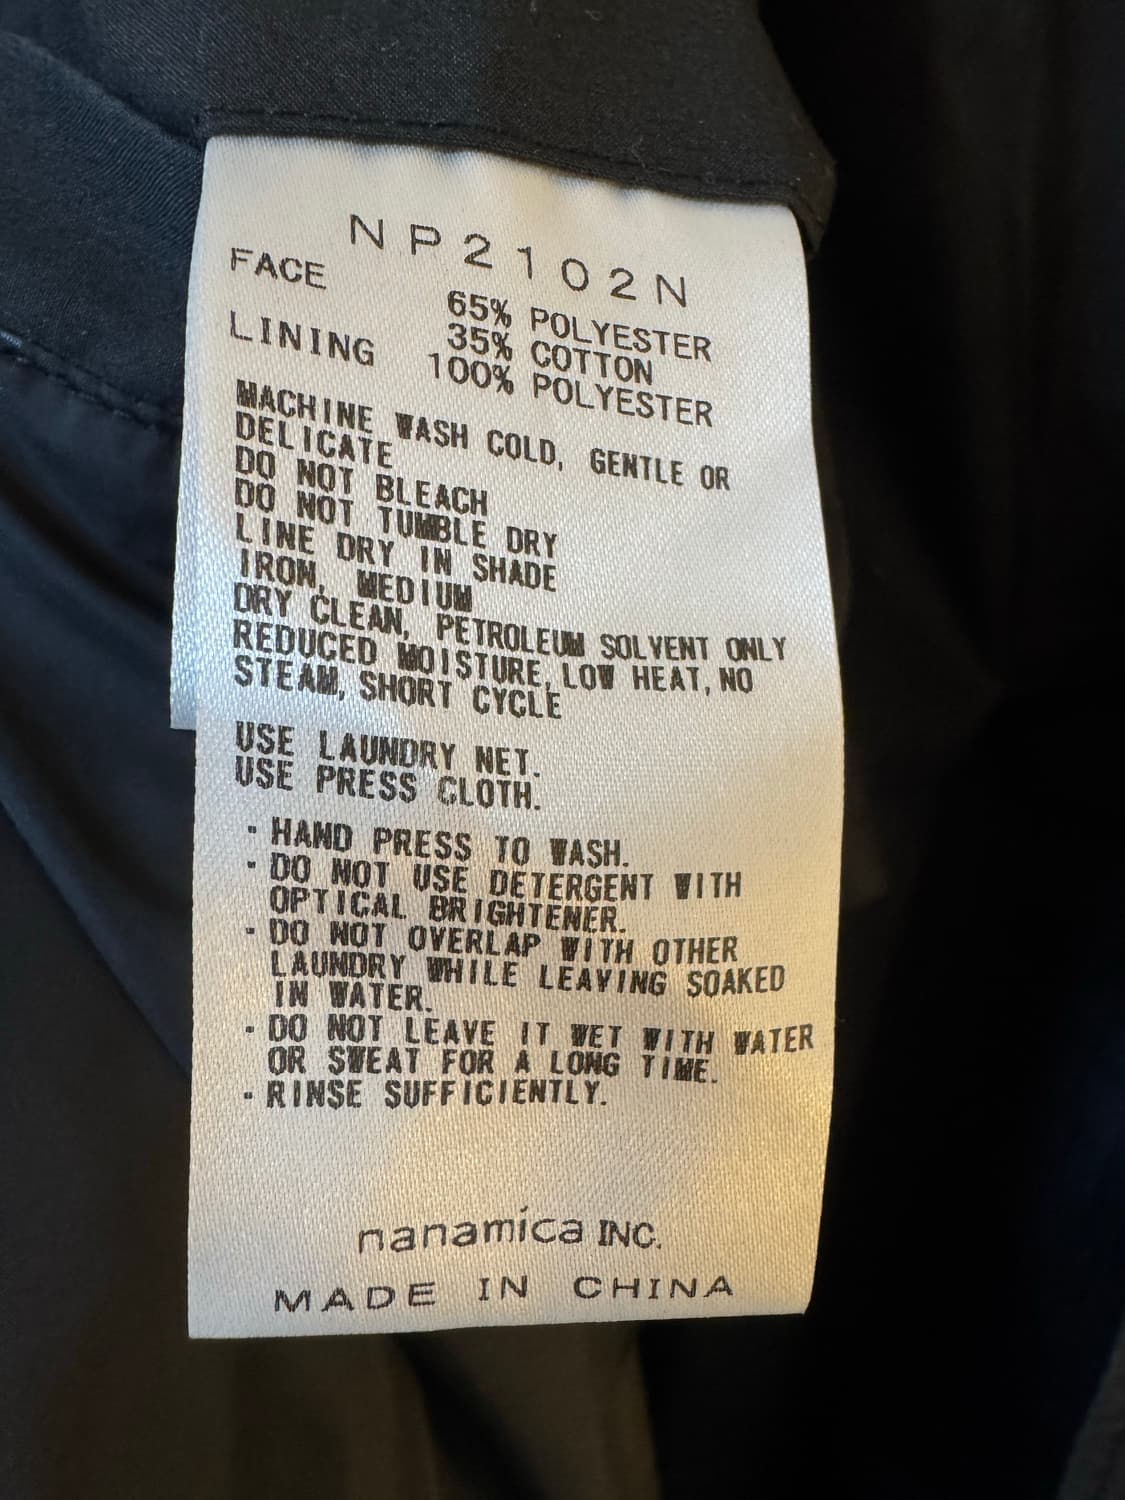 NP2102N
FACE
65% POLYESTER
35% COTTON
LINING 100% POLYESTER
MACHINE WASH COLD, GENTLE OR
DELICATE
DO NOT BLEACH
DO NOT TUMBLE DRY
LINE DRY IN SHADE
IRON, MEDIUM
DRY CLEAN, PETROLEUM SOLVENT ONLY
REDUCED MOISTURE, LOW HEAT, NO
STEAM, SHORT CYCLE
USE LAUNDRY NET.
USE PRESS CLOTH.
・HAND PRESS TO WASH.
・DO NOT USE DETERGENT WITH
OPTICAL BRIGHTENER.
・DO NOT OVERLAP WITH OTHER
LAUNDRY WHILE LEAVING SOAKED
IN WATER.
・DO NOT LEAVE IT WET WITH WATER
OR SWEAT FOR A LONG TIME.
・RINSE SUFFICIENTLY.
nanamica INC.
MADE IN CHINA